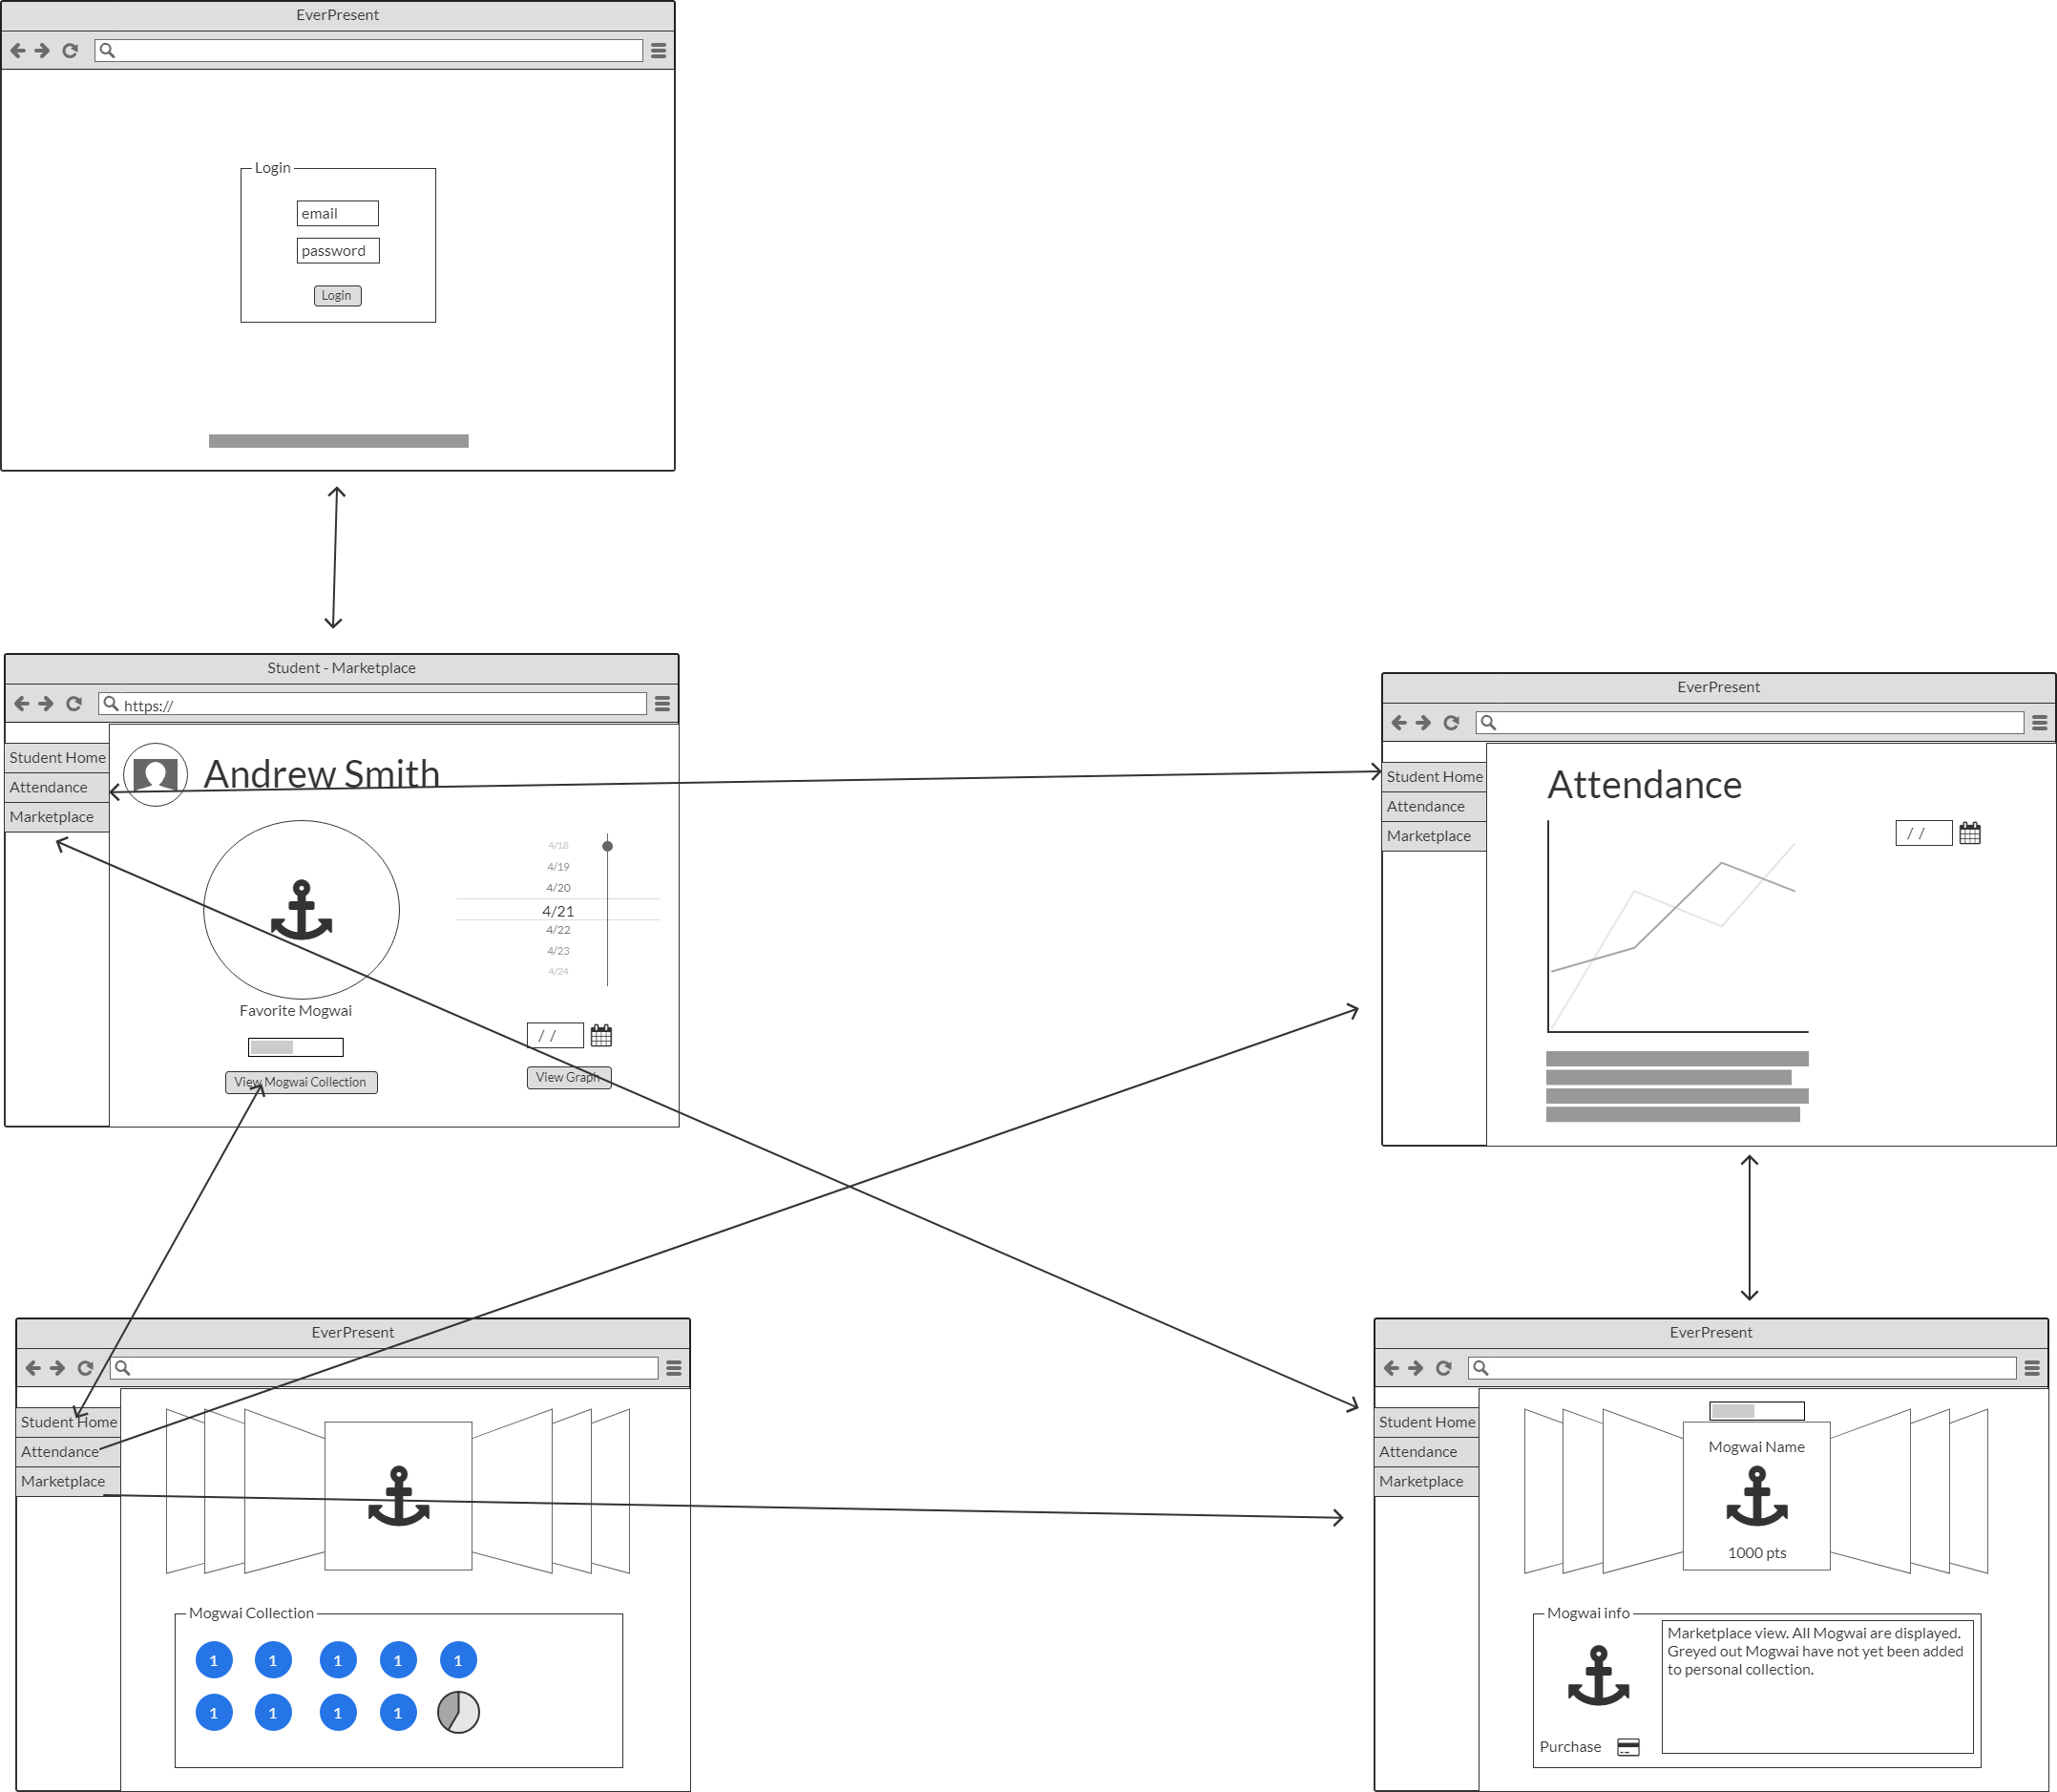 EverPresent
Login
email
password
Login
Student - Marketplace
https://
Student Home
Attendance
Marketplace
Andrew Smith
4/18
4/19
4/20
4/21
4/22
4/23
4/24
Favorite Mogwai
/ /
View Mogwai Collection
View Graph
EverPresent
Student Home
Attendance
Marketplace
Attendance
/ /
EverPresent
Student Home
Attendance
Marketplace
Mogwai Collection
1 1 1 1 1
1 1 1 1
EverPresent
Student Home
Attendance
Marketplace
Mogwai Name
1000 pts
Mogwai info
Marketplace view. All Mogwai are displayed.
Greyed out Mogwai have not yet been added
to personal collection.
Purchase